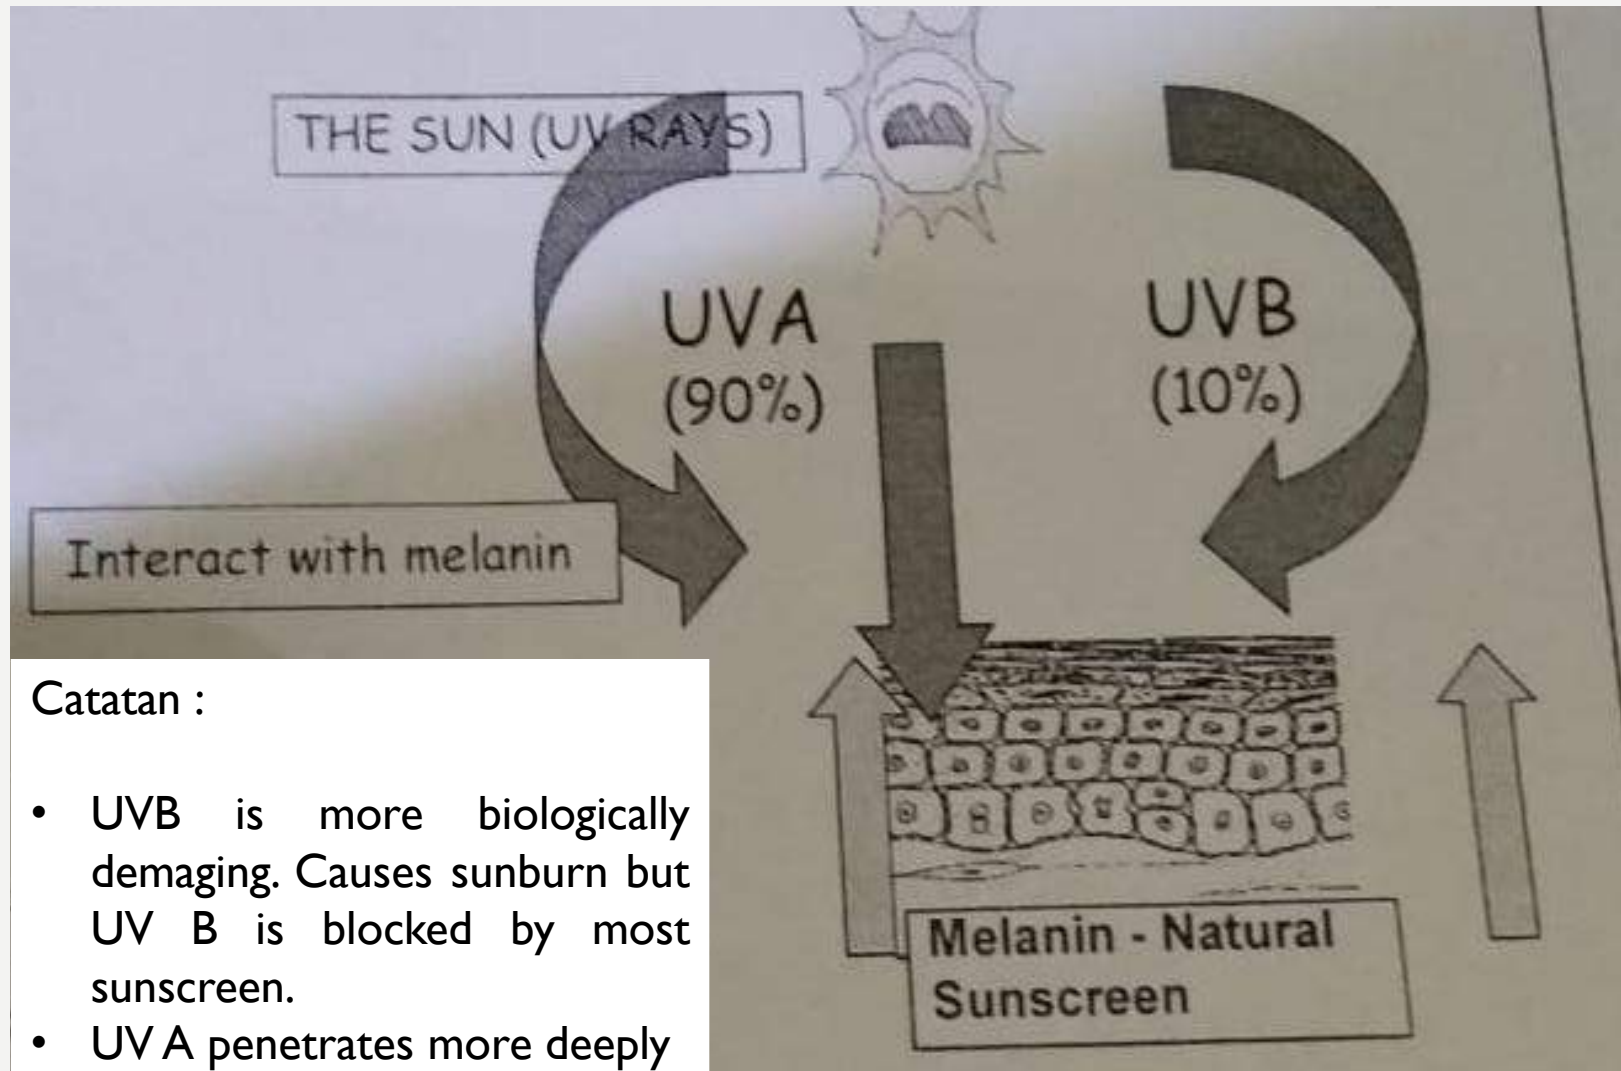 THE SUN (UV RAYS)
UVA
(90%)
UVB
(10%)
Interact with melanin
Catatan :
• UVB is more biologically
demaging. Causes sunburn but
UV B is blocked by most
sunscreen.
• UV A penetrates more deeply
Melanin - Natural
Sunscreen